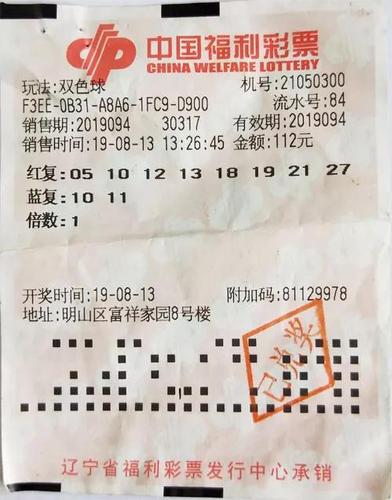 中国福利彩票
CHINA WELFARE LOTTERY
玩法:双色球 机号:21050300
F3EE-0B31-A8A6-1FC9-D900 流水号:84
销售期:2019094 30317 有效期:2019094
销售时间:19-08-13 13:26:45 金额:112元
红复:05 10 12 13 18 19 21 27
蓝复:10 11
倍数:1
开奖时间:19-08-13 附加码:81129978
地址:明山区富祥家园8号楼
已兑奖
辽宁省福利彩票发行中心承销